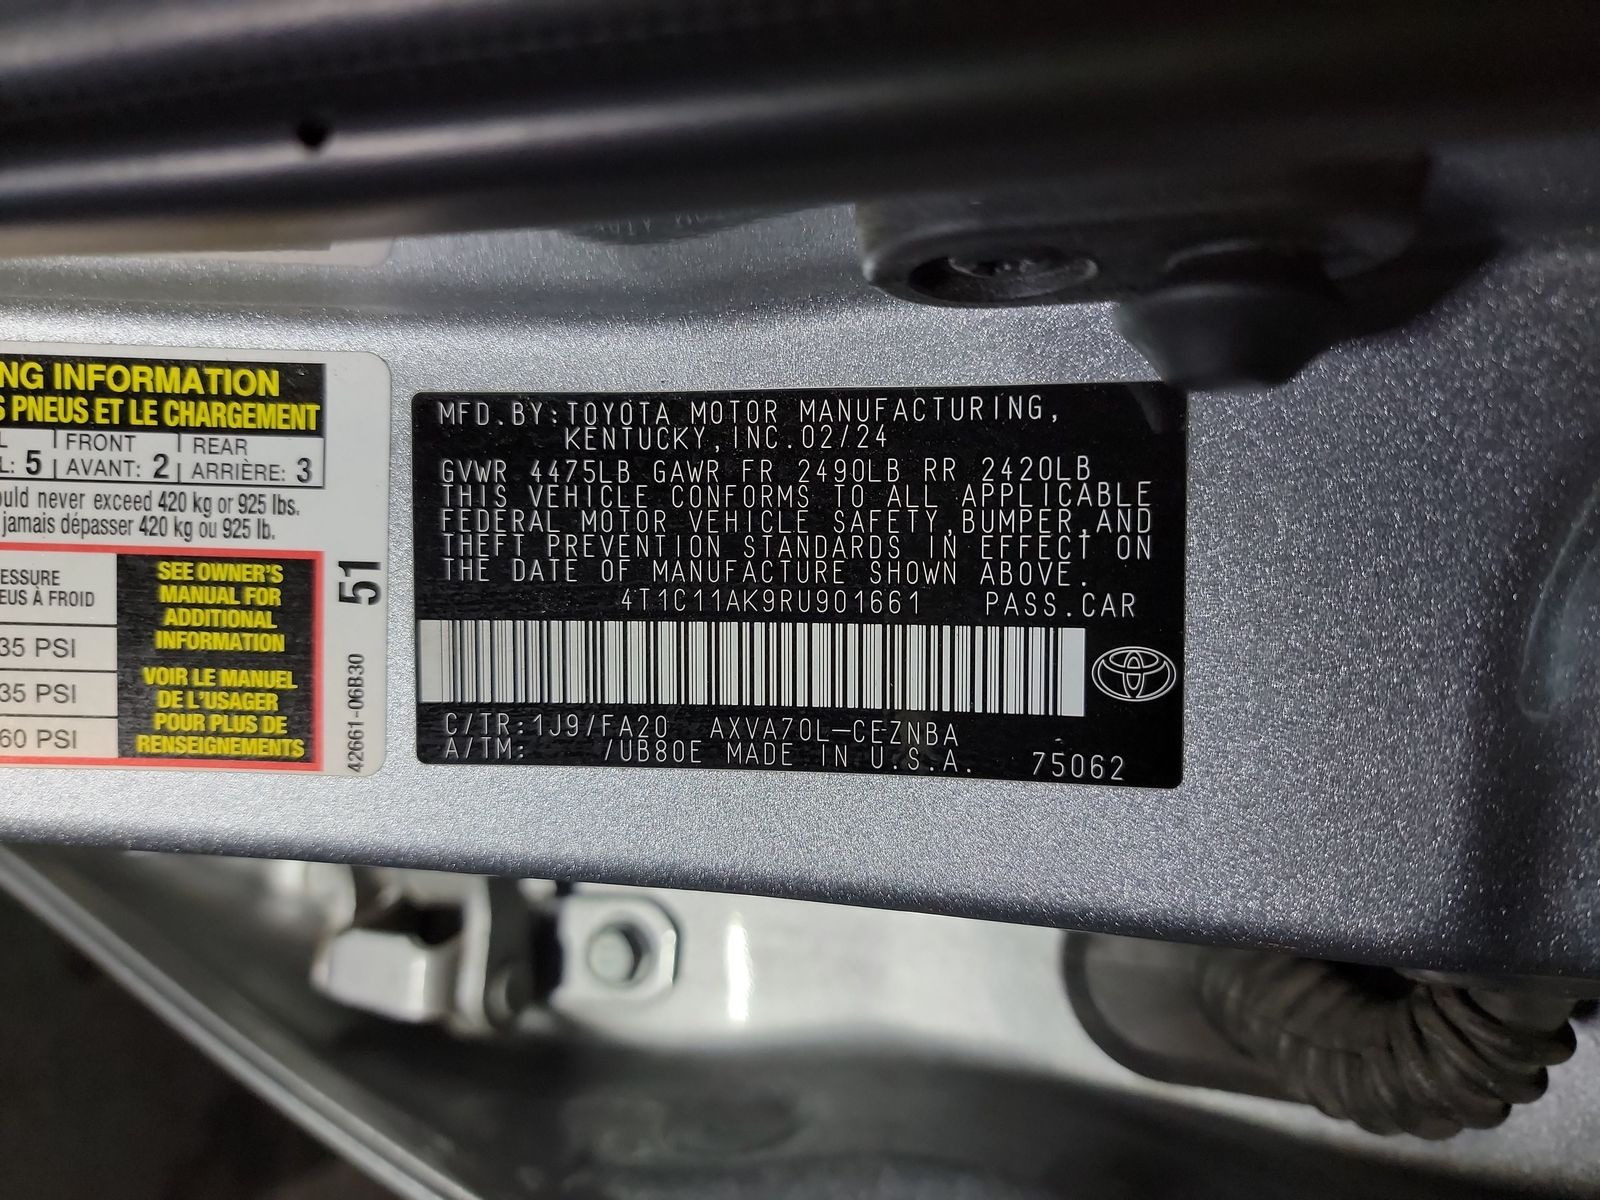 NG INFORMATION
S PNEUS ET LE CHARGEMENT
L FRONT REAR
L: 5 AVANT: 2 ARRIÈRE: 3
ould never exceed 420 kg or 925 lbs.
jamais dépasser 420 kg ou 925 lb.
ESSURE
EUS À FROID
35 PSI
35 PSI
60 PSI
SEE OWNER'S
MANUAL FOR
ADDITIONAL
INFORMATION
VOIR LE MANUEL
DE L'USAGER
POUR PLUS DE
RENSEIGNEMENTS
51
42661-06B30
MFD.BY:TOYOTA MOTOR MANUFACTURING,
KENTUCKY, INC.02/24
GVWR 4475LB GAWR FR 2490LB RR 2420LB
THIS VEHICLE CONFORMS TO ALL APPLICABLE
FEDERAL MOTOR VEHICLE SAFETY,BUMPER,AND
THEFT PREVENTION STANDARDS IN EFFECT ON
THE DATE OF MANUFACTURE SHOWN ABOVE.
4T1C11AK9RU901661 PASS.CAR
C/TR:1J9/FA20 AXVA70L-CEZNBA
A/TM: /UB80E MADE IN U.S.A. 75062